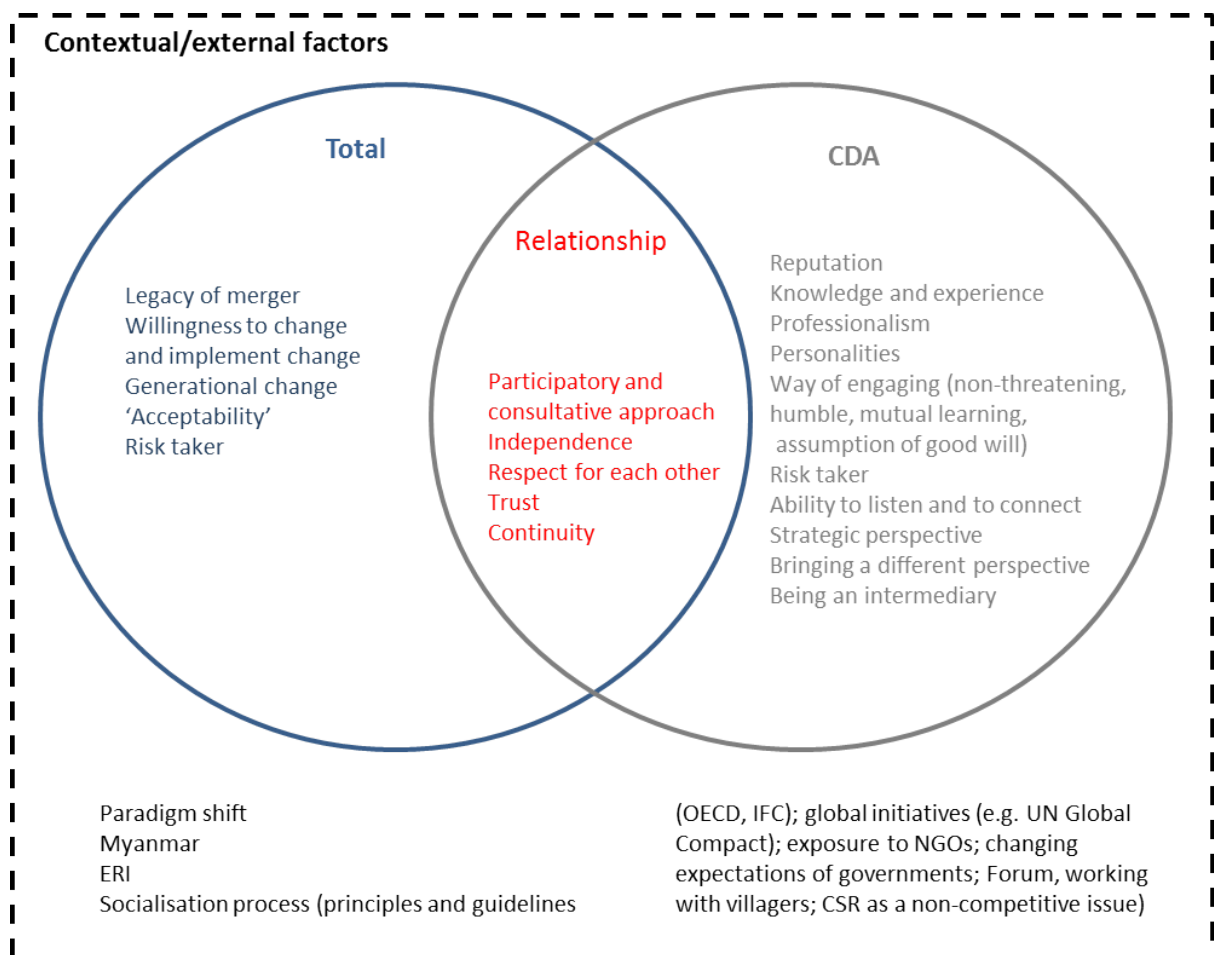 Contextual/external factors
Total
Legacy of merger
Willingness to change
and implement change
Generational change
‘Acceptability’
Risk taker
Relationship
Participatory and
consultative approach
Independence
Respect for each other
Trust
Continuity
CDA
Reputation
Knowledge and experience
Professionalism
Personalities
Way of engaging (non-threatening,
humble, mutual learning,
assumption of good will)
Risk taker
Ability to listen and to connect
Strategic perspective
Bringing a different perspective
Being an intermediary
Paradigm shift
Myanmar
ERI
Socialisation process (principles and guidelines
(OECD, IFC); global initiatives (e.g. UN Global
Compact); exposure to NGOs; changing
expectations of governments; Forum, working
with villagers; CSR as a non-competitive issue)